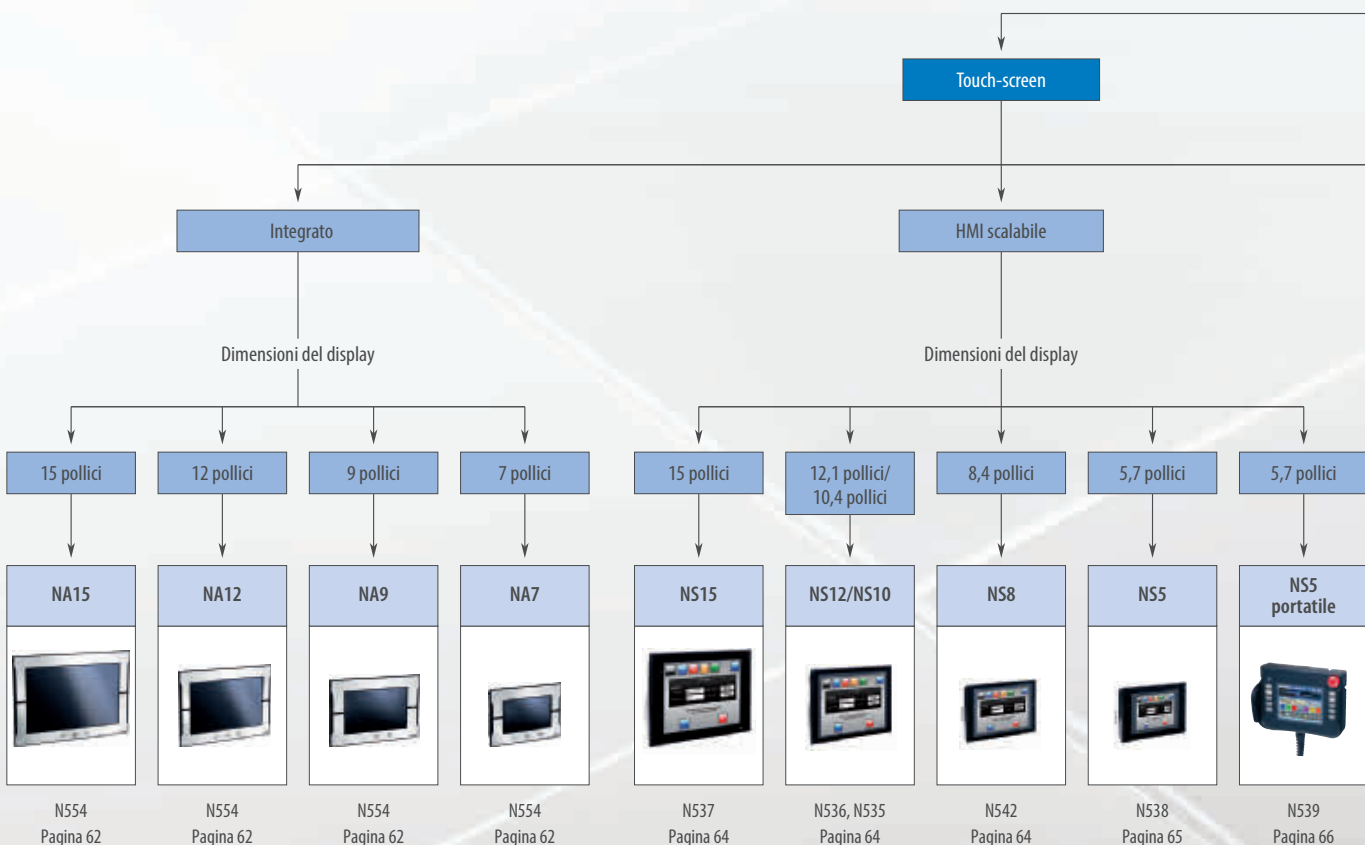 Touch-screen
Integrato
HMI scalabile
Dimensioni del display
Dimensioni del display
15 pollici
12 pollici
9 pollici
7 pollici
15 pollici
12,1 pollici/
10,4 pollici
8,4 pollici
5,7 pollici
5,7 pollici
NA15
NA12
NA9
NA7
NS15
NS12/NS10
NS8
NS5
NS5
portatile
N554
N554
N554
N554
N537
N536, N535
N542
N538
N539
Pagina 62
Pagina 62
Pagina 62
Pagina 62
Pagina 64
Pagina 64
Pagina 64
Pagina 65
Pagina 66